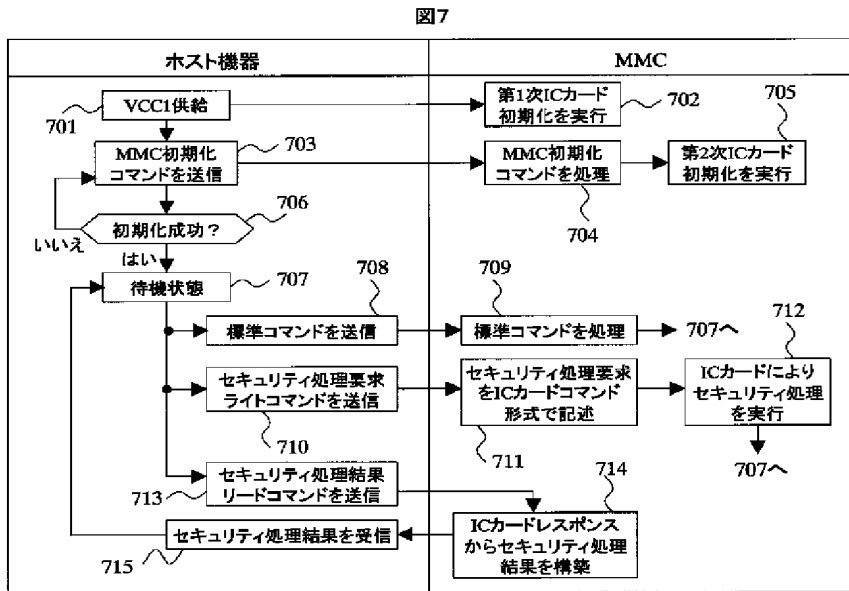 図7
ホスト機器
MMC
VCC1供給
701
第1次ICカード
初期化を実行
702
705
MMC初期化
コマンドを送信
703
MMC初期化
コマンドを処理
704
第2次ICカード
初期化を実行
初期化成功？
706
いいえ
はい
待機状態
707
708
709
標準コマンドを送信
標準コマンドを処理
707へ
712
セキュリティ処理要求
ライトコマンドを送信
710
セキュリティ処理要求
をICカードコマンド
形式で記述
711
ICカードにより
セキュリティ処理
を実行
707へ
713
セキュリティ処理結果
リードコマンドを送信
714
ICカードレスポンス
からセキュリティ処理
結果を構築
セキュリティ処理結果を受信
715